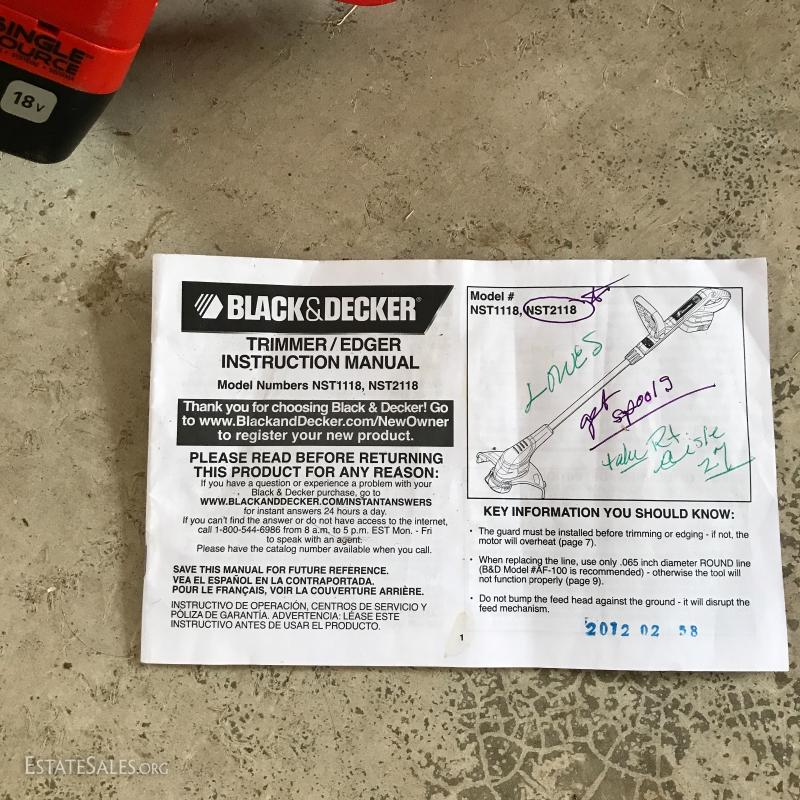 SINGLE
SOURCE
18v
BLACK&DECKER®
TRIMMER / EDGER
INSTRUCTION MANUAL
Model Numbers NST1118, NST2118
Thank you for choosing Black & Decker! Go
to www.BlackandDecker.com/NewOwner
to register your new product.
PLEASE READ BEFORE RETURNING
THIS PRODUCT FOR ANY REASON:
If you have a question or experience a problem with your
Black & Decker purchase, go to
WWW.BLACKANDDECKER.COM/INSTANTANSWERS
for instant answers 24 hours a day.
If you can't find the answer or do not have access to the internet,
call 1-800-544-6986 from 8 a.m. to 5 p.m. EST Mon. - Fri
to speak with an agent.
Please have the catalog number available when you call.
SAVE THIS MANUAL FOR FUTURE REFERENCE.
VEA EL ESPAÑOL EN LA CONTRAPORTADA.
POUR LE FRANÇAIS, VOIR LA COUVERTURE ARRIÈRE.
INSTRUCTIVO DE OPERACIÓN, CENTROS DE SERVICIO Y
PÓLIZA DE GARANTÍA. ADVERTENCIA: LÉASE ESTE
INSTRUCTIVO ANTES DE USAR EL PRODUCTO.
1
Model #
NST1118, NST2118
LOWES
get
spools
take Rt
aisle
27
KEY INFORMATION YOU SHOULD KNOW:
• The guard must be installed before trimming or edging - if not, the
motor will overheat (page 7).
• When replacing the line, use only .065 inch diameter ROUND line
(B&D Model #AF-100 is recommended) - otherwise the tool will
not function properly (page 9).
• Do not bump the feed head against the ground - it will disrupt the
feed mechanism.
2012 02 58
ESTATESALES.ORG